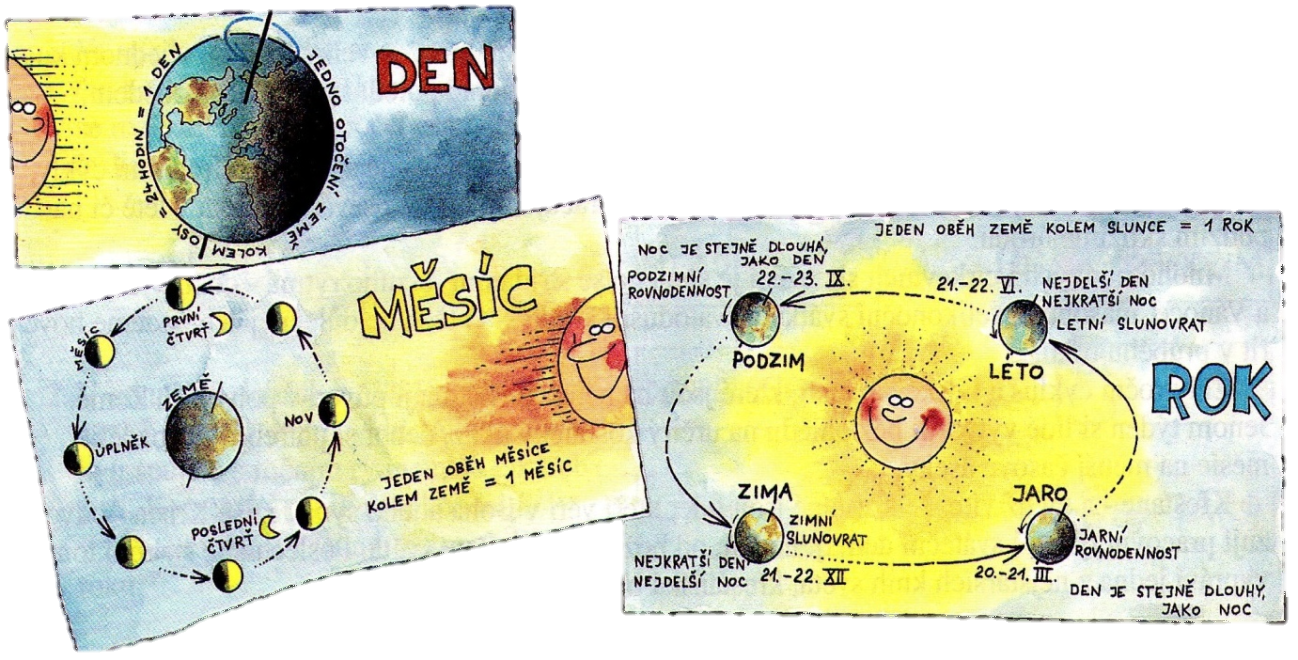 DEN
JEDNO OTOČENÍ ZEMĚ
KOLEM OSY = 24 HODIN = 1 DEN
MĚSÍC
PRVNÍ
ČTVRŤ
MĚSÍC
ZEMĚ
NOV
ÚPLNĚK
POSLEDNÍ
ČTVRŤ
JEDEN OBĚH MĚSÍCE
KOLEM ZEMĚ = 1 MĚSÍC
JEDEN OBĚH ZEMĚ KOLEM SLUNCE = 1 ROK
NOC JE STEJNĚ DLOUHÁ,
JAKO DEN
PODZIMNÍ
ROVNODENNOST
22.-23. IX.
PODZIM
21.-22. VI.
NEJDELŠÍ DEN
NEJKRATŠÍ NOC
LETNÍ SLUNOVRAT
LÉTO
ROK
ZIMA
ZIMNÍ
SLUNOVRAT
NEJKRATŠÍ DEN
NEJDELŠÍ NOC
21.-22. XII
JARO
JARNÍ
ROVNODENNOST
20.-21. III.
DEN JE STEJNĚ DLOUHÝ,
JAKO NOC